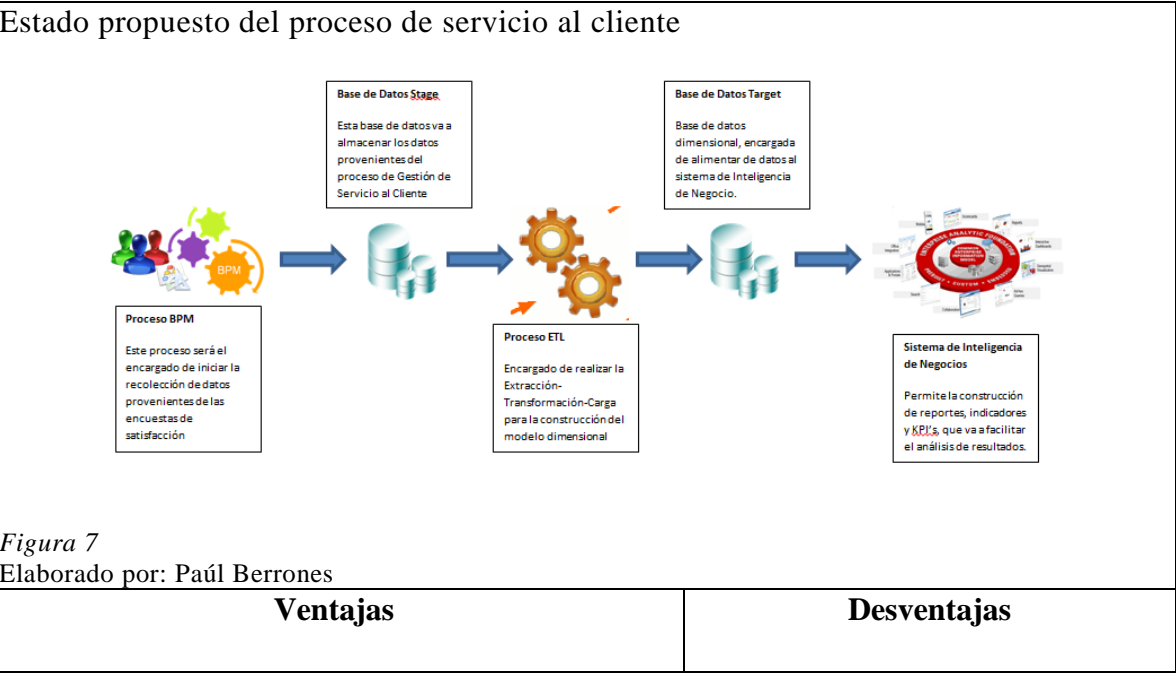 Estado propuesto del proceso de servicio al cliente
Base de Datos Stage
Esta base de datos va a
almacenar los datos
provenientes del
proceso de Gestión de
Servicio al Cliente
Base de Datos Target
Base de datos
dimensional, encargada
de alimentar de datos al
sistema de Inteligencia
de Negocio.
BPM
ENTERPRISE ANALYTIC FOUNDATION
Proceso BPM
Este proceso será el
encargado de iniciar la
recolección de datos
provenientes de las
encuestas de
satisfacción
Proceso ETL
Encargado de realizar la
Extracción-
Transformación-Carga
para la construcción del
modelo dimensional
Sistema de Inteligencia
de Negocios
Permite la construcción
de reportes, indicadores
y KPI's, que va a facilitar
el análisis de resultados.
Figura 7
Elaborado por: Paúl Berrones
Ventajas
Desventajas